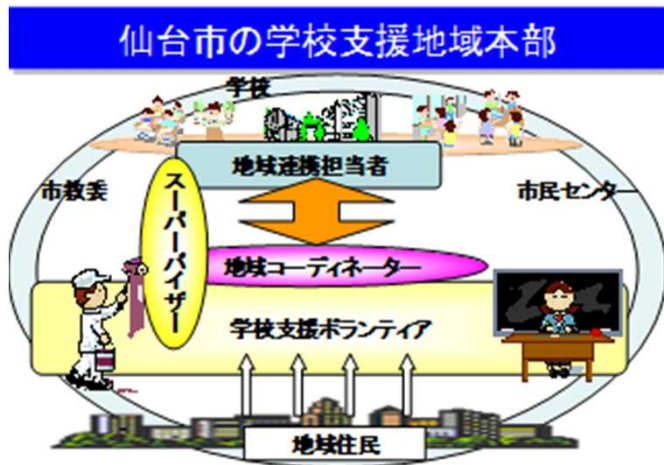 仙台市の学校支援地域本部
学校
地域連携担当者
市教委
スーパーバイザー
市民センター
地域コーディネーター
学校支援ボランティア
地域住民